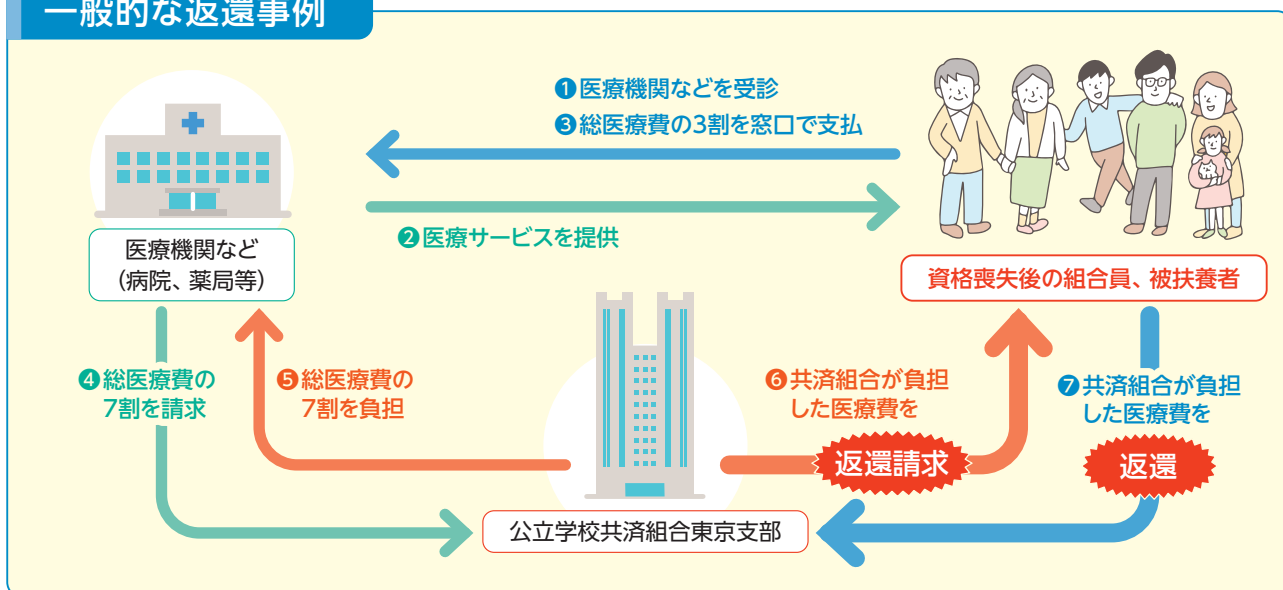 一般的な返還事例
❶医療機関などを受診
❸総医療費の3割を窓口で支払
❷医療サービスを提供
医療機関など
（病院、薬局等）
資格喪失後の組合員、被扶養者
❹総医療費の
7割を請求
❺総医療費の
7割を負担
❻共済組合が負担
した医療費を
返還請求
❼共済組合が負担
した医療費を
返還
公立学校共済組合東京支部